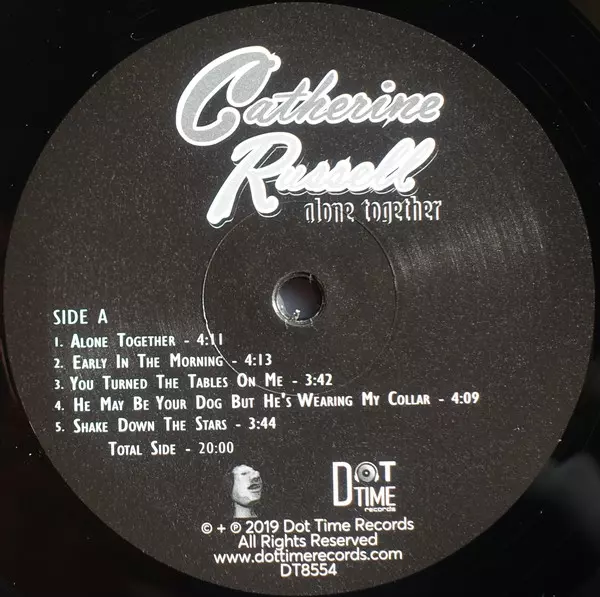 Catherine
Russell
alone together
SIDE A
1. Alone Together - 4:11
2. Early In The Morning - 4:13
3. You Turned The Tables On Me - 3:42
4. He May Be Your Dog But He's Wearing My Collar - 4:09
5. Shake Down The Stars - 3:44
Total Side - 20:00
DOT
TIME
records
© + ℗ 2019 Dot Time Records
All Rights Reserved
www.dottimerecords.com
DT8554